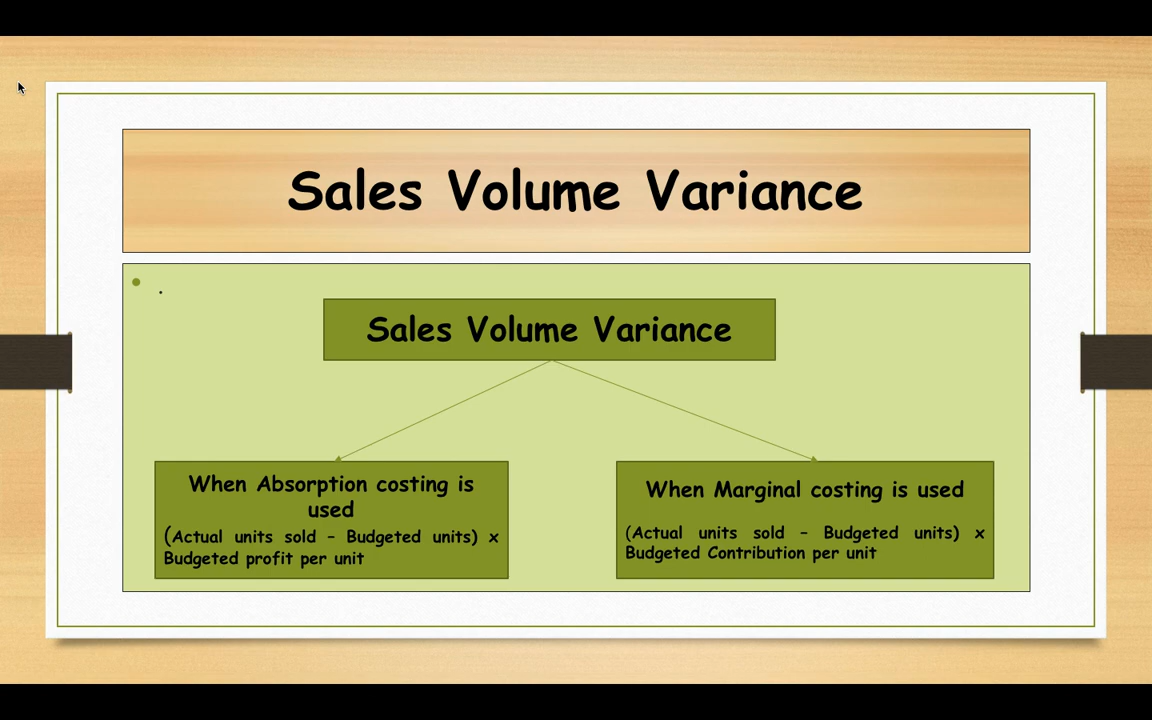 Sales Volume Variance
.
Sales Volume Variance
When Absorption costing is
used
(Actual units sold – Budgeted units) x
Budgeted profit per unit
When Marginal costing is used
(Actual units sold – Budgeted units) x
Budgeted Contribution per unit